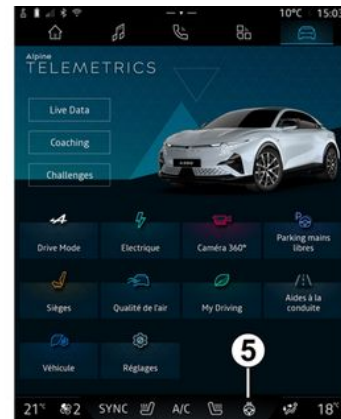 10°C 15:03
Alpine
TELEMETRICS
Live Data
Coaching
Challenges
Drive Mode
Electrique
Caméra 360°
Parking mains
libres
Sièges
Qualité de l'air
My Driving
Aides à la
conduite
Véhicule
Réglages
5
21°C 2 SYNC A/C 18°